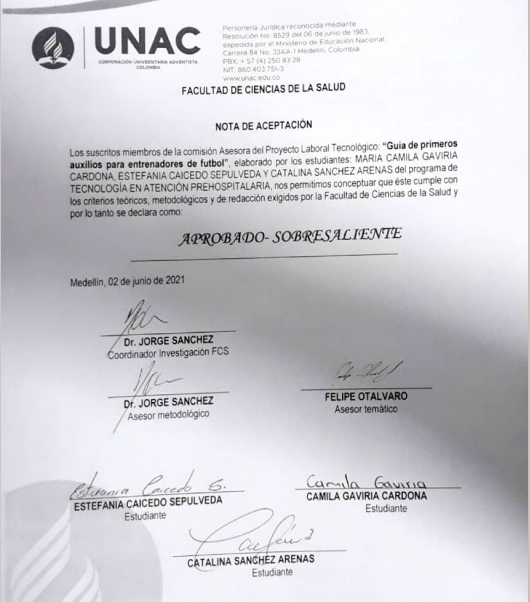 UNAC
CORPORACIÓN UNIVERSITARIA ADVENTISTA
COLOMBIA
Personería Jurídica reconocida mediante
Resolución No. 8529 del 06 de junio de 1983,
expedida por el Ministerio de Educación Nacional.
Carrera 84 No. 33AA-1 Medellín, Colombia
PBX: + 57 (4) 250 83 28
NIT: 860.403.751-3
www.unac.edu.co
FACULTAD DE CIENCIAS DE LA SALUD
NOTA DE ACEPTACIÓN
Los suscritos miembros de la comisión Asesora del Proyecto Laboral Tecnológico: "Guía de primeros
auxilios para entrenadores de futbol", elaborado por los estudiantes: MARIA CAMILA GAVIRIA
CARDONA, ESTEFANIA CAICEDO SEPULVEDA Y CATALINA SANCHEZ ARENAS del programa de
TECNOLOGÍA EN ATENCIÓN PREHOSPITALARIA, nos permitimos conceptuar que éste cumple con
los criterios teóricos, metodológicos y de redacción exigidos por la Facultad de Ciencias de la Salud y
por lo tanto se declara como:
APROBADO- SOBRESALIENTE
Medellín, 02 de junio de 2021
Dr. JORGE SANCHEZ
Coordinador Investigación FCS
Dr. JORGE SANCHEZ
Asesor metodológico
FELIPE OTALVARO
Asesor temático
Estefania Caicedo S.
ESTEFANIA CAICEDO SEPULVEDA
Estudiante
Camila Gaviria
CAMILA GAVIRIA CARDONA
Estudiante
CATALINA SANCHEZ ARENAS
Estudiante